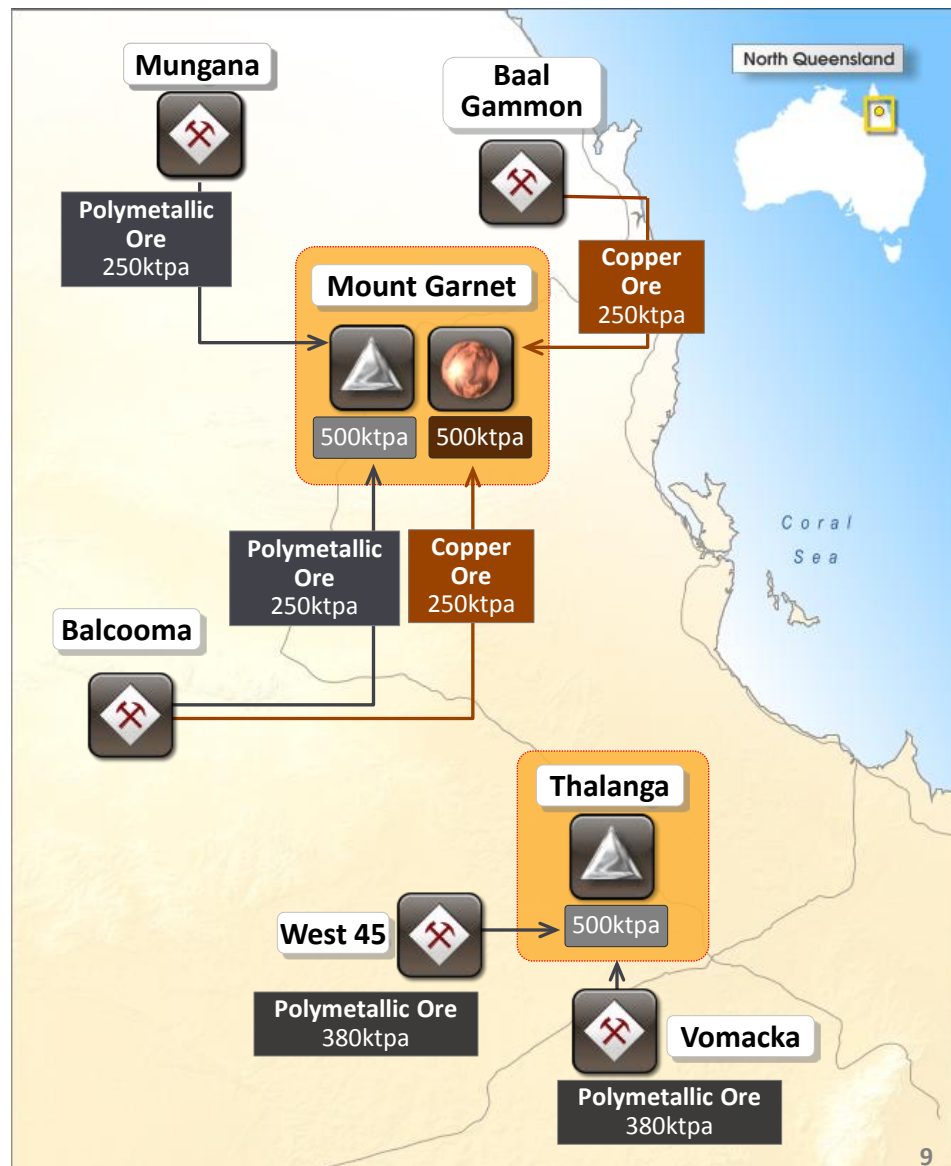 Mungana
Baal
Gammon
North Queensland
Polymetallic
Ore
250ktpa
Copper
Ore
250ktpa
Mount Garnet
500ktpa
500ktpa
Coral
Sea
Polymetallic
Ore
250ktpa
Copper
Ore
250ktpa
Balcooma
Thalanga
500ktpa
West 45
Polymetallic Ore
380ktpa
Vomacka
Polymetallic Ore
380ktpa
9